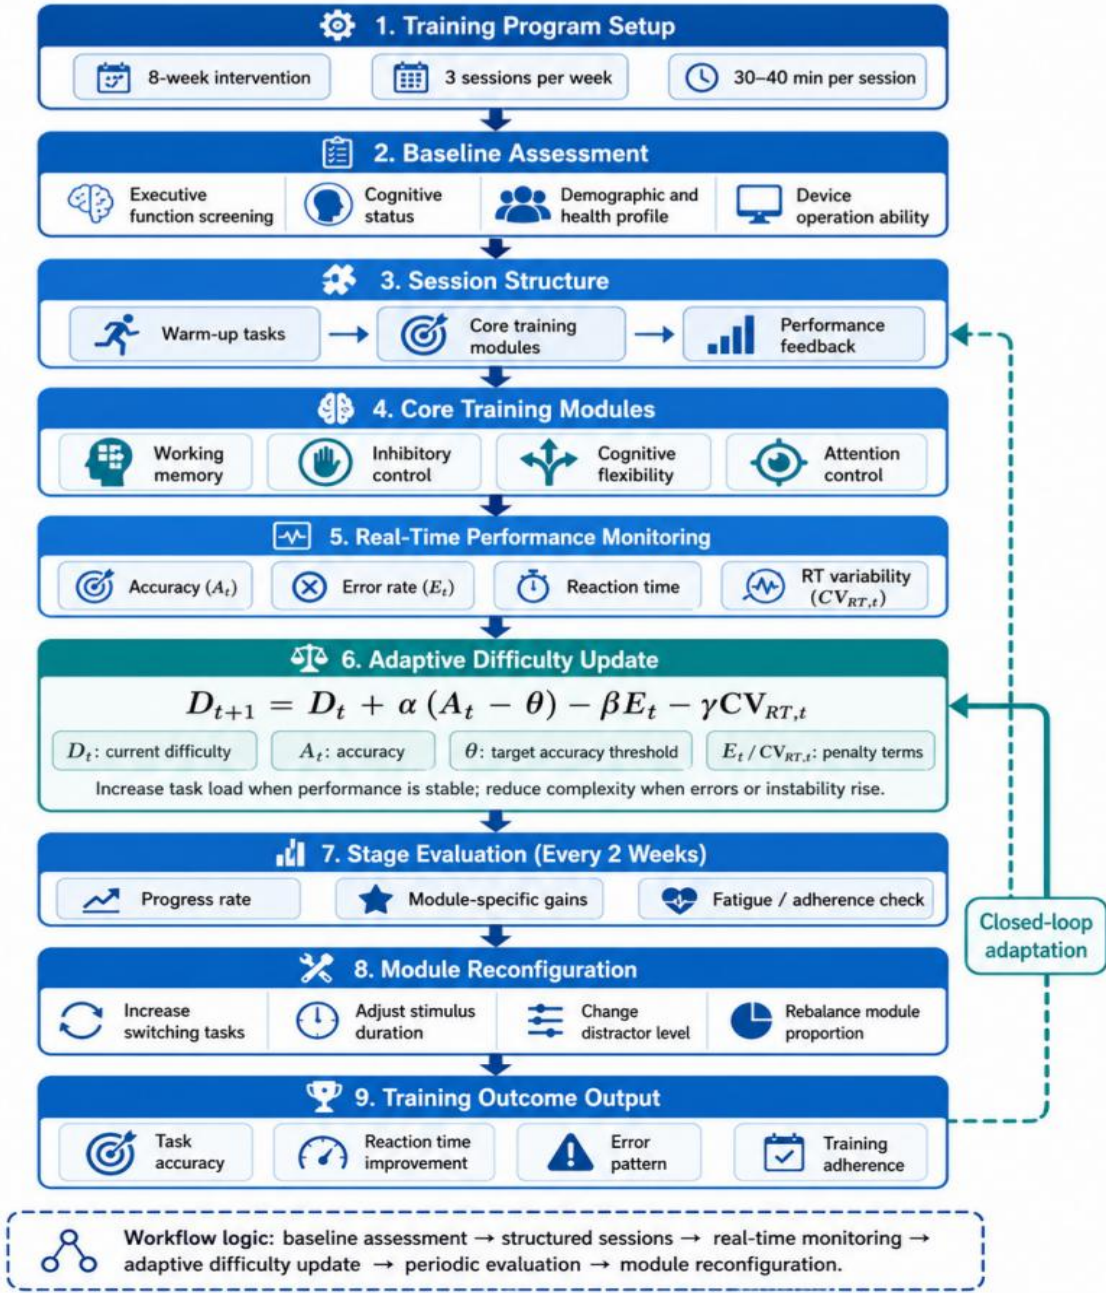 1. Training Program Setup
8-week intervention
3 sessions per week
30–40 min per session
2. Baseline Assessment
Executive
function screening
Cognitive
status
Demographic and
health profile
Device
operation ability
3. Session Structure
Warm-up tasks
Core training
modules
Performance
feedback
4. Core Training Modules
Working
memory
Inhibitory
control
Cognitive
flexibility
Attention
control
5. Real-Time Performance Monitoring
Accuracy (A_t)
Error rate (E_t)
Reaction time
RT variability
(CV_{RT,t})
6. Adaptive Difficulty Update
D_{t+1} = D_t + α (A_t − θ) − βE_t − γCV_{RT,t}
D_t: current difficulty
A_t: accuracy
θ: target accuracy threshold
E_t / CV_{RT,t}: penalty terms
Increase task load when performance is stable; reduce complexity when errors or instability rise.
7. Stage Evaluation (Every 2 Weeks)
Progress rate
Module-specific gains
Fatigue / adherence check
Closed-loop
adaptation
8. Module Reconfiguration
Increase
switching tasks
Adjust stimulus
duration
Change
distractor level
Rebalance module
proportion
9. Training Outcome Output
Task
accuracy
Reaction time
improvement
Error
pattern
Training
adherence
Workflow logic: baseline assessment → structured sessions → real-time monitoring →
adaptive difficulty update → periodic evaluation → module reconfiguration.